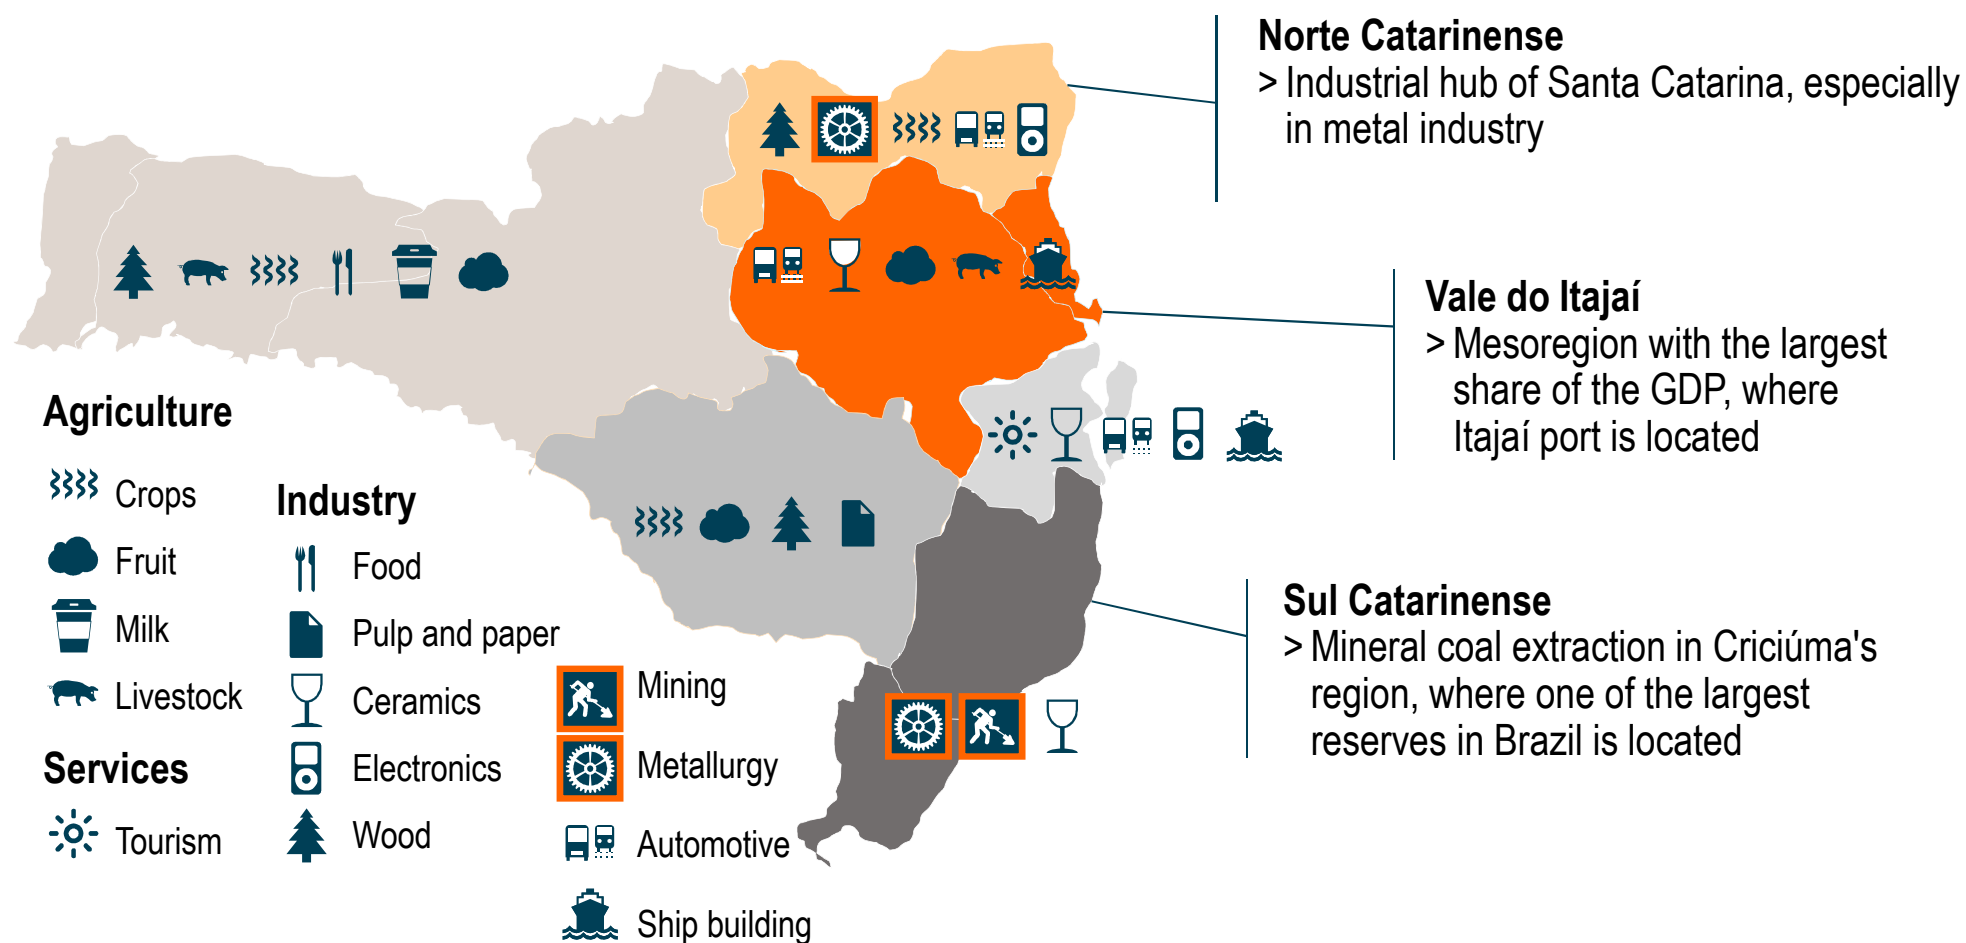 Norte Catarinense
> Industrial hub of Santa Catarina, especially
in metal industry
Vale do Itajaí
> Mesoregion with the largest
share of the GDP, where
Itajaí port is located
Sul Catarinense
> Mineral coal extraction in Criciúma's
region, where one of the largest
reserves in Brazil is located
Agriculture
Crops
Fruit
Milk
Livestock
Services
Tourism
Industry
Food
Pulp and paper
Ceramics
Electronics
Wood
Mining
Metallurgy
Automotive
Ship building